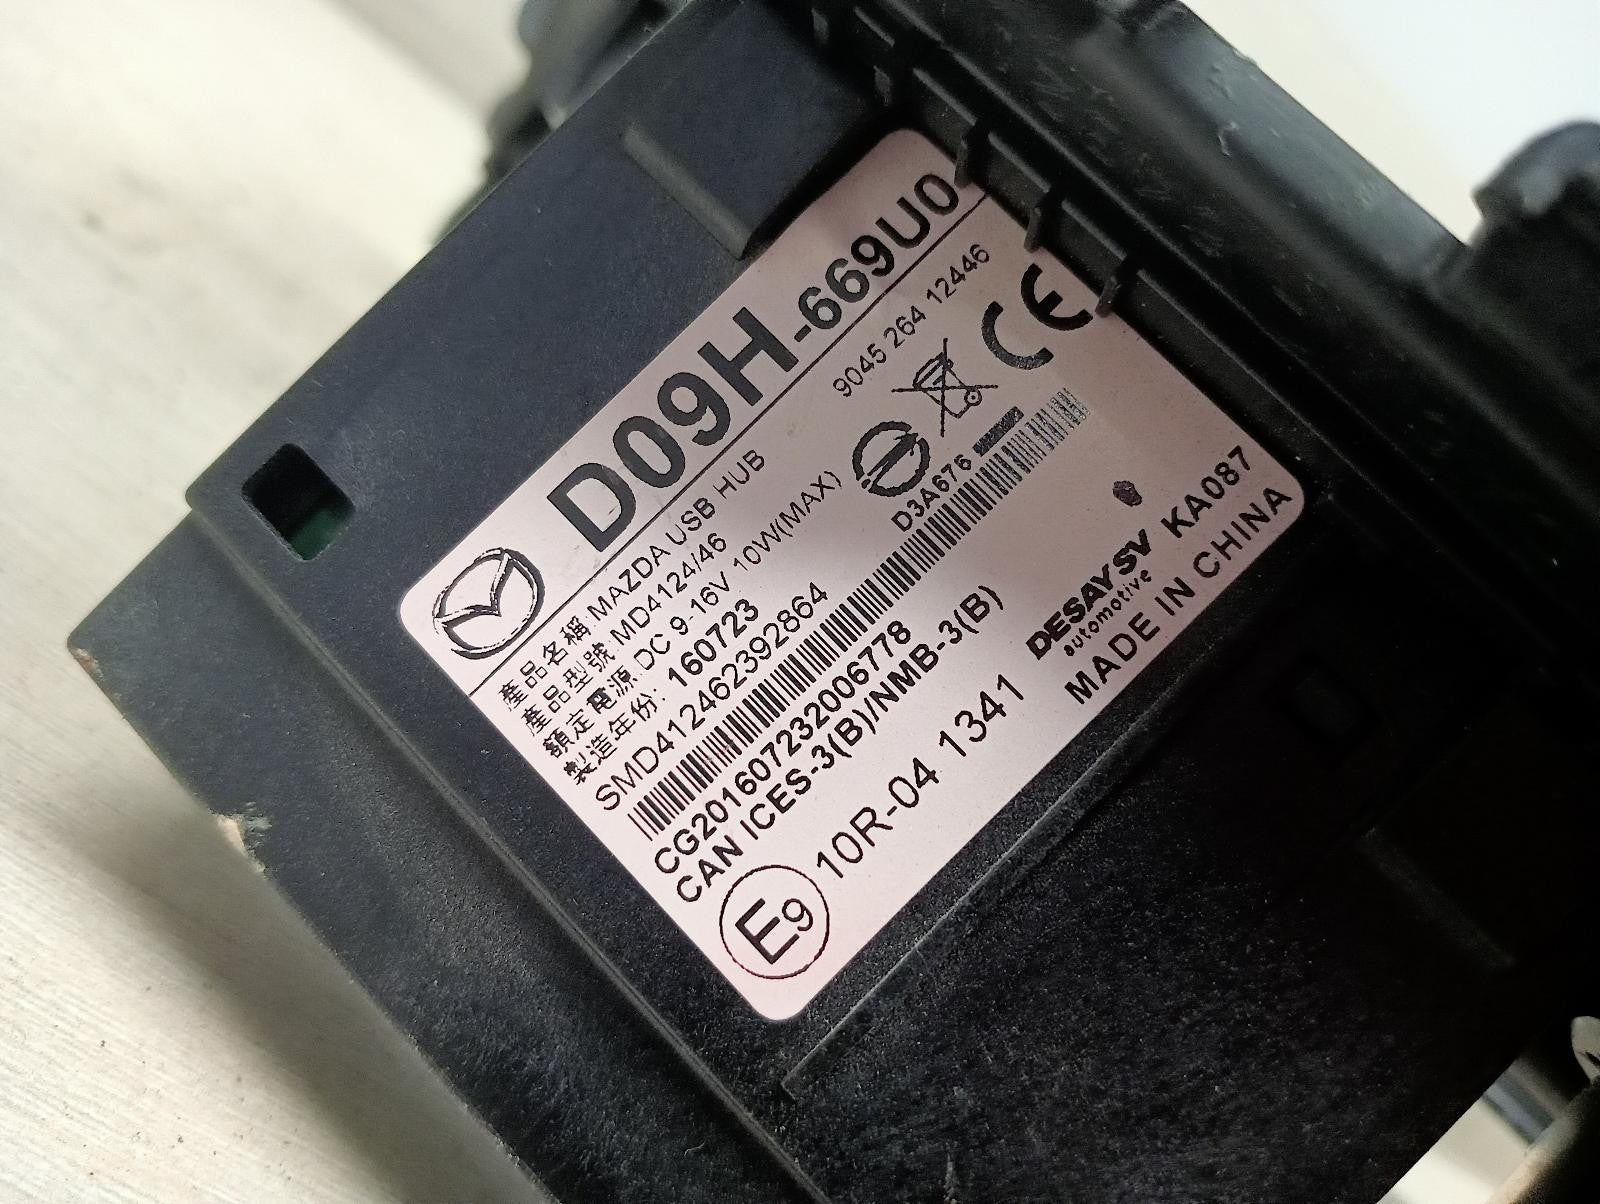 D09H-669U0
9045 264 12446
產品名稱 MAZDA USB HUB
產品型號: MD4124/46
額定電源: DC 9-16V 10W(MAX)
製造年份: 160723
D3A676
SMD412462392864
CG201607232006778
CAN ICES-3(B)/NMB-3(B)
E9 10R-04 1341
CE
DESAY SV
automotive
KA087
MADE IN CHINA